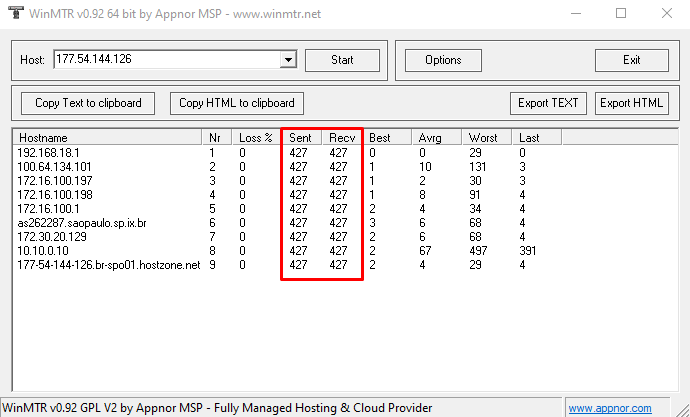 WinMTR v0.92 64 bit by Appnor MSP - www.winmtr.net
Host: 177.54.144.126 Start Options Exit
Copy Text to clipboard Copy HTML to clipboard Export TEXT Export HTML
Hostname Nr Loss % Sent Recv Best Avrg Worst Last
192.168.18.1 1 0 427 427 0 0 29 0
100.64.134.101 2 0 427 427 1 10 131 3
172.16.100.197 3 0 427 427 1 2 30 3
172.16.100.198 4 0 427 427 1 8 91 4
172.16.100.1 5 0 427 427 2 4 34 4
as262287.saopaulo.sp.ix.br 6 0 427 427 3 6 68 4
172.30.20.129 7 0 427 427 2 6 68 4
10.10.0.10 8 0 427 427 2 67 497 391
177-54-144-126.br-spo01.hostzone.net 9 0 427 427 2 4 29 4
WinMTR v0.92 GPL V2 by Appnor MSP - Fully Managed Hosting & Cloud Provider www.appnor.com